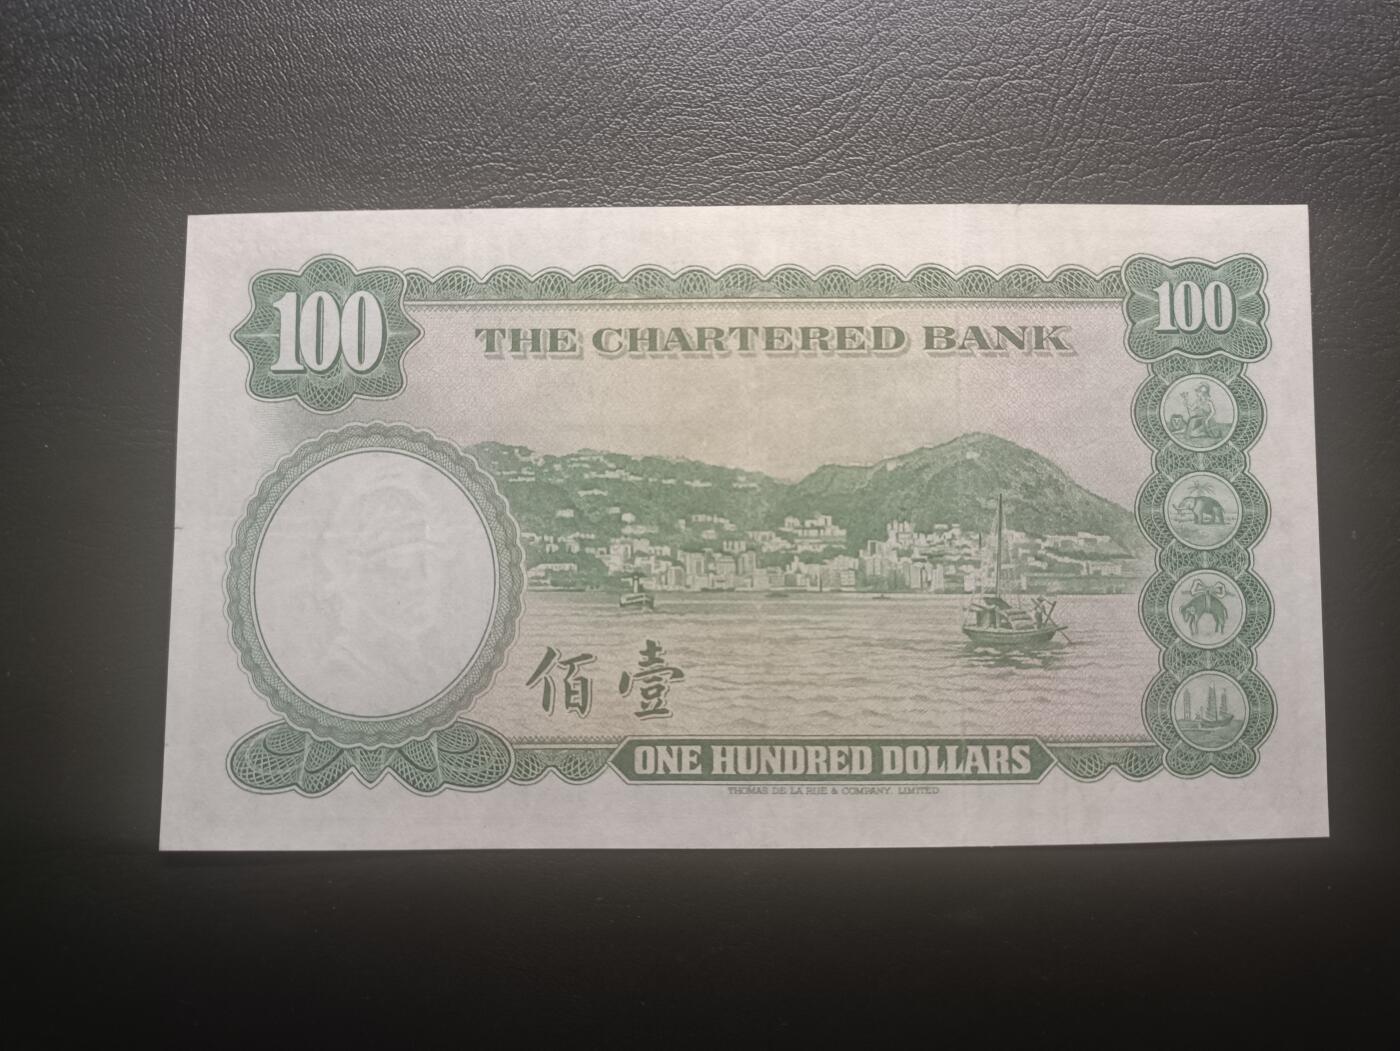 100
100
THE CHARTERED BANK
佰 壹
ONE HUNDRED DOLLARS
THOMAS DE LA RUE & COMPANY, LIMITED